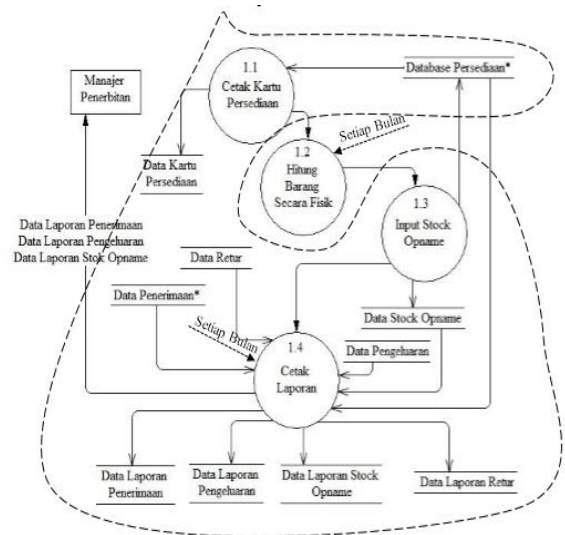 1.1
Cetak Kartu
Persediaan
Database Persediaan*
Manajer
Penerbitan
Setiap Bulan
1.2
Hitung
Barang
Secara Fisik
Data Kartu
Persediaan
1.3
Input Stock
Opname
Data Laporan Penerimaan
Data Laporan Pengeluaran
Data Laporan Stok Opname
Data Retur
Data Penerimaan*
Data Stock Opname
Setiap Bulan
1.4
Cetak
Laporan
Data Pengeluaran
Data Laporan
Penerimaan
Data Laporan
Pengeluaran
Data Laporan Stock
Opname
Data Laporan Retur